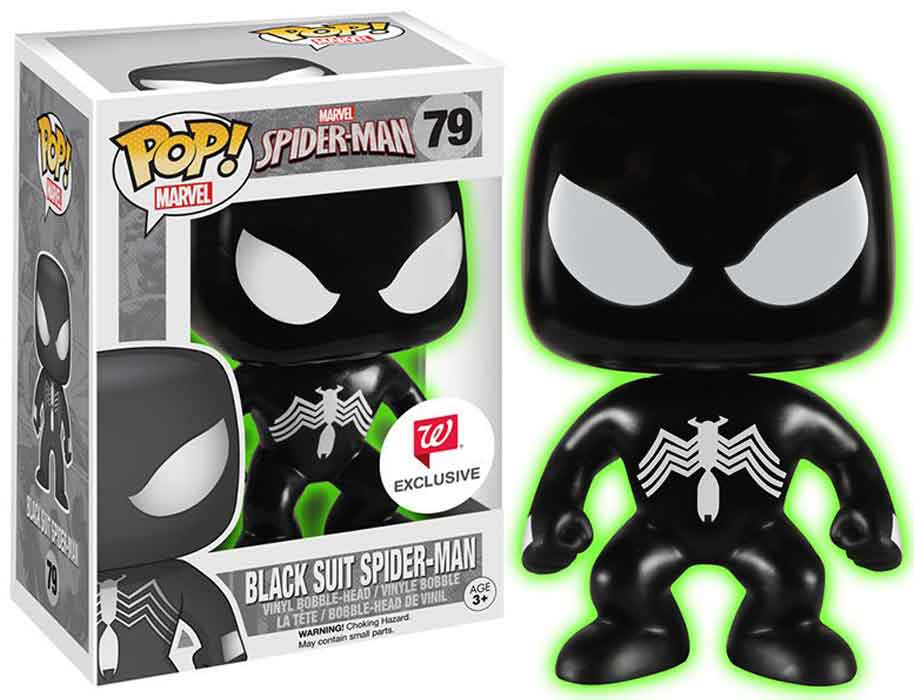 POP!
MARVEL
POP!
MARVEL
MARVEL
SPIDER-MAN
79
POP!
MARVEL
W
EXCLUSIVE
BLACK SUIT SPIDER-MAN
79
BLACK SUIT SPIDER-MAN
VINYL BOBBLE-HEAD / VINYLE BOBBLE
LA TÊTE / BOBBLE-HEAD DE VINIL
AGE
3+
WARNING! Choking Hazard.
May contain small parts.